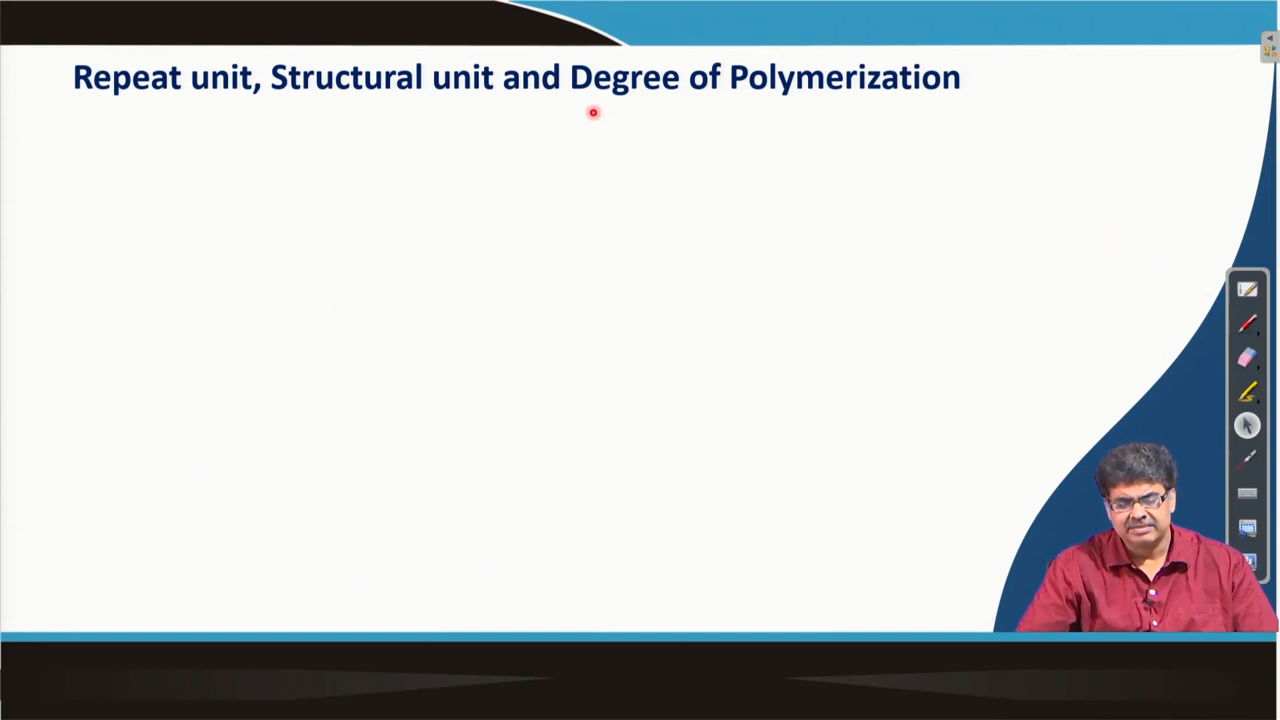 Repeat unit, Structural unit and Degree of Polymerization